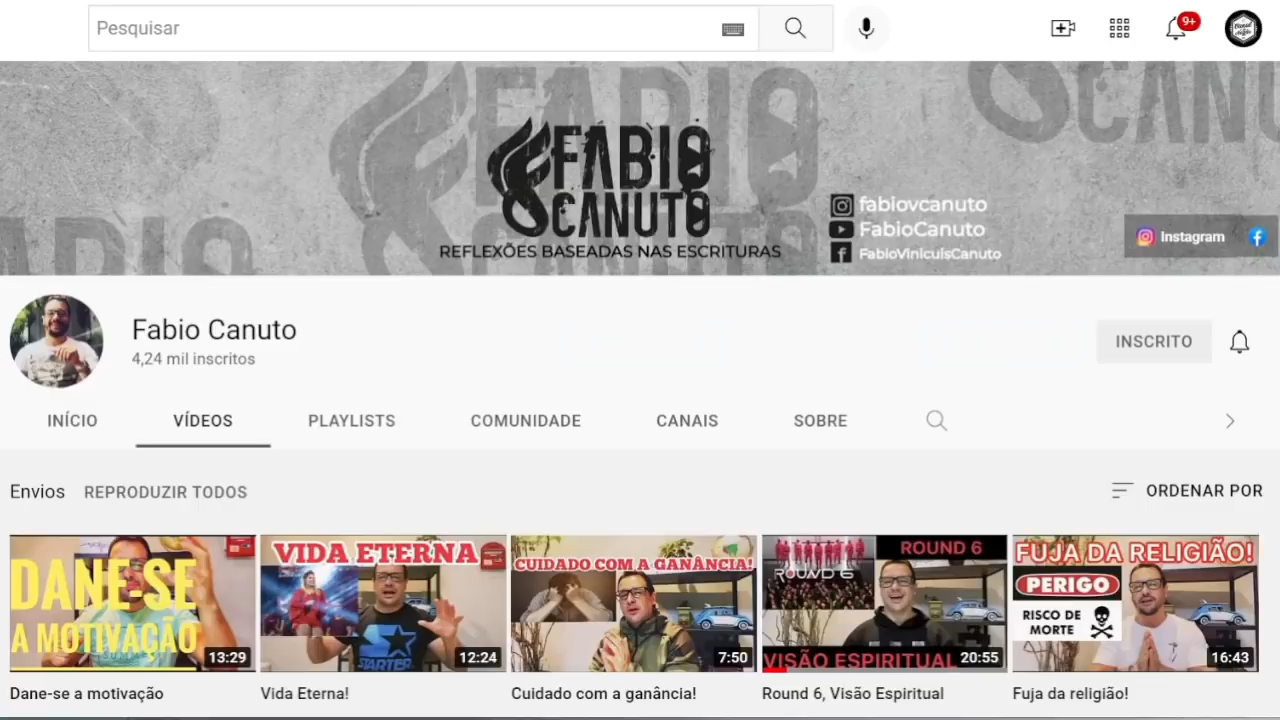 Pesquisar
9+
FABIO
CANUTO
REFLEXÕES BASEADAS NAS ESCRITURAS
fabiovcanuto
FabioCanuto
FabioViniculsCanuto
Instagram
Fabio Canuto
4,24 mil inscritos
INSCRITO
INÍCIO
VÍDEOS
PLAYLISTS
COMUNIDADE
CANAIS
SOBRE
Envios
REPRODUZIR TODOS
ORDENAR POR
DANE-SE
A MOTIVAÇÃO
13:29
VIDA ETERNA
STARTER
12:24
CUIDADO COM A GANÂNCIA!
7:50
ROUND 6
ROUND 6
VISÃO ESPIRITUAL
20:55
FUJA DA RELIGIÃO!
PERIGO
RISCO DE
MORTE
16:43
Dane-se a motivação
Vida Eterna!
Cuidado com a ganância!
Round 6, Visão Espiritual
Fuja da religião!